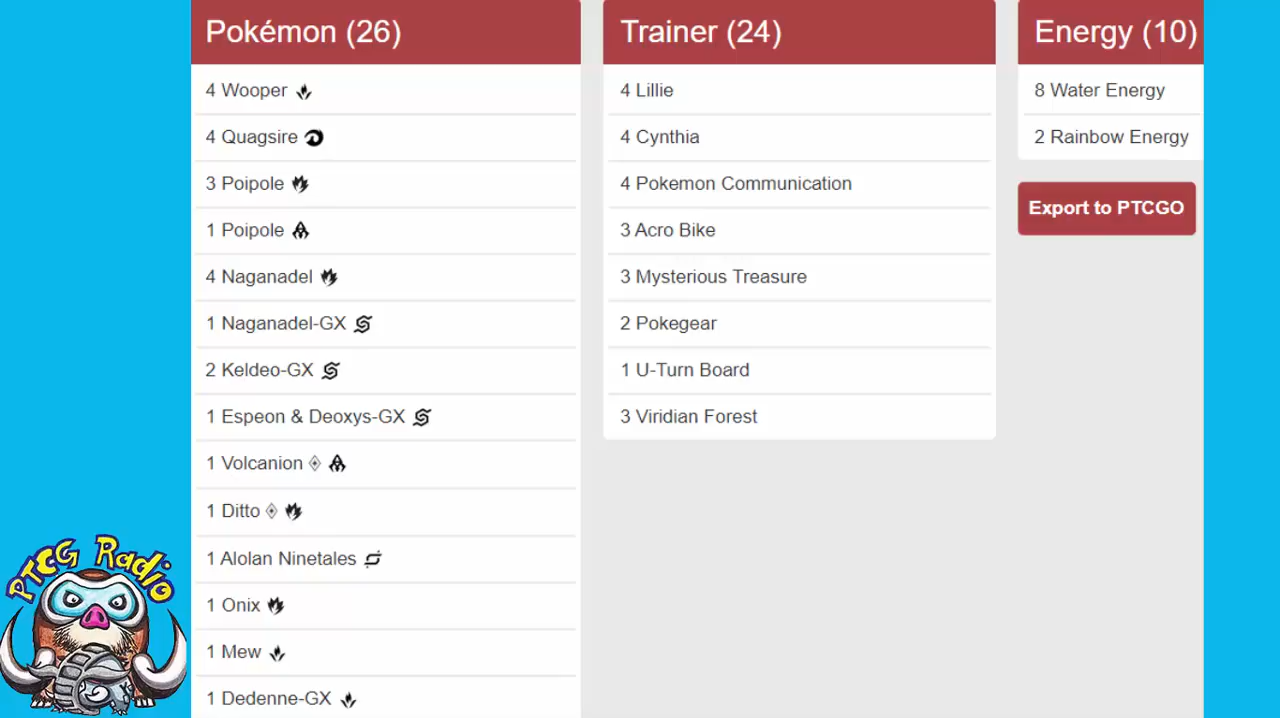 Pokémon (26)
4 Wooper
4 Quagsire
3 Poipole
1 Poipole
4 Naganadel
1 Naganadel-GX
2 Keldeo-GX
1 Espeon & Deoxys-GX
1 Volcanion
1 Ditto
1 Alolan Ninetales
1 Onix
1 Mew
1 Dedenne-GX
Trainer (24)
4 Lillie
4 Cynthia
4 Pokemon Communication
3 Acro Bike
3 Mysterious Treasure
2 Pokegear
1 U-Turn Board
3 Viridian Forest
Energy (10)
8 Water Energy
2 Rainbow Energy
Export to PTCGO
PTCG Radio